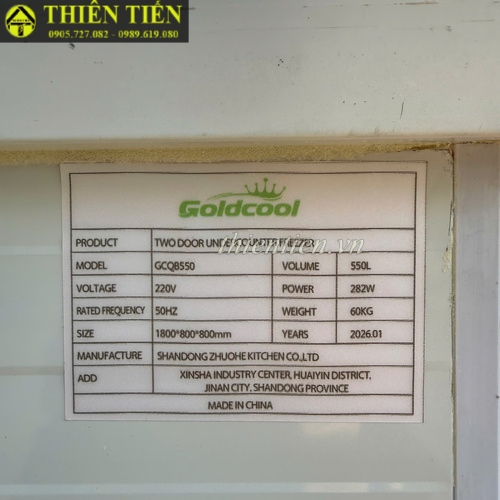 THIÊN TIẾN
0905.727.082 - 0989.619.080
Goldcool
PRODUCT TWO DOOR UNDERCOUNTER FREEZER
thientien.vn
MODEL GCQB550 VOLUME 550L
VOLTAGE 220V POWER 282W
RATED FREQUENCY 50HZ WEIGHT 60KG
SIZE 1800*800*800mm YEARS 2026.01
MANUFACTURE SHANDONG ZHUOHE KITCHEN CO.,LTD
ADD XINSHA INDUSTRY CENTER, HUAIYIN DISTRICT,
JINAN CITY, SHANDONG PROVINCE
MADE IN CHINA